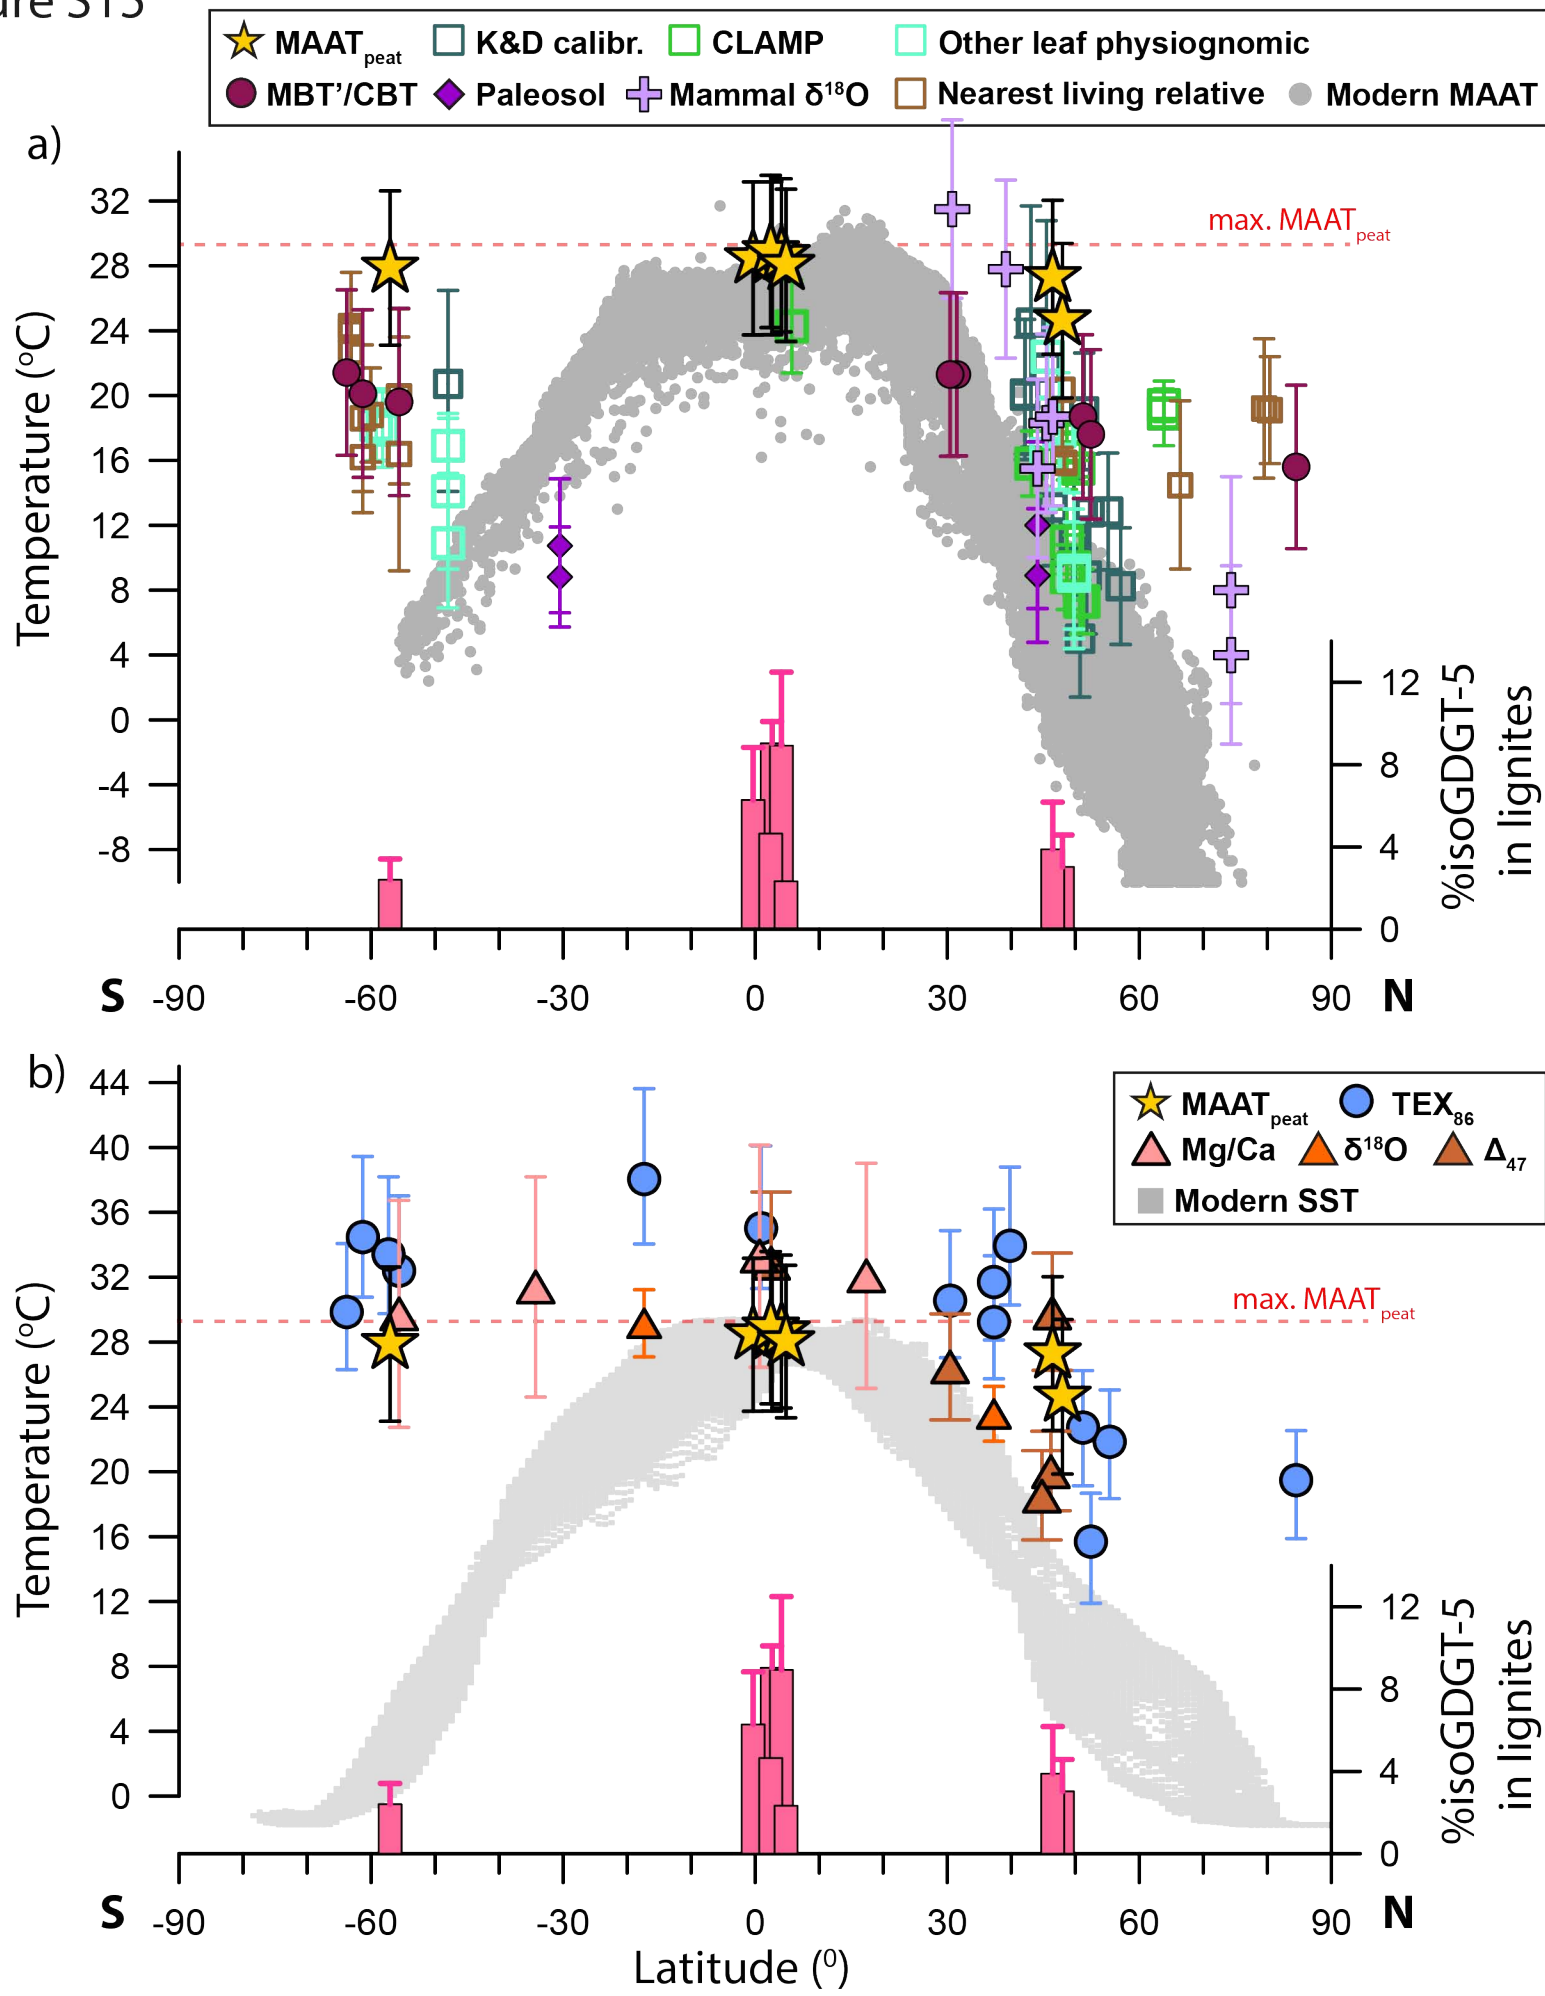 ure S15
MAATpeat K&D calibr. CLAMP Other leaf physiognomic
MBT’/CBT Paleosol Mammal δ¹⁸O Nearest living relative Modern MAAT
a)
32
28
24
20
16
12
8
4
0
-4
-8
Temperature (ºC)
max. MAATpeat
12
8
4
0
%isoGDGT-5
in lignites
S -90 -60 -30 0 30 60 90 N
b)
44
40
36
32
28
24
20
16
12
8
4
0
Temperature (ºC)
MAATpeat TEX₈₆
Mg/Ca δ¹⁸O Δ₄₇
Modern SST
max. MAATpeat
12
8
4
0
%isoGDGT-5
in lignites
S -90 -60 -30 0 30 60 90 N
Latitude (⁰)